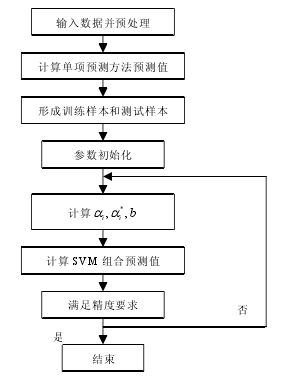 输入数据并预处理
计算单项预测方法预测值
形成训练样本和测试样本
参数初始化
计算 αᵢ, αᵢ*, b
计算 SVM 组合预测值
满足精度要求
否
是
结束